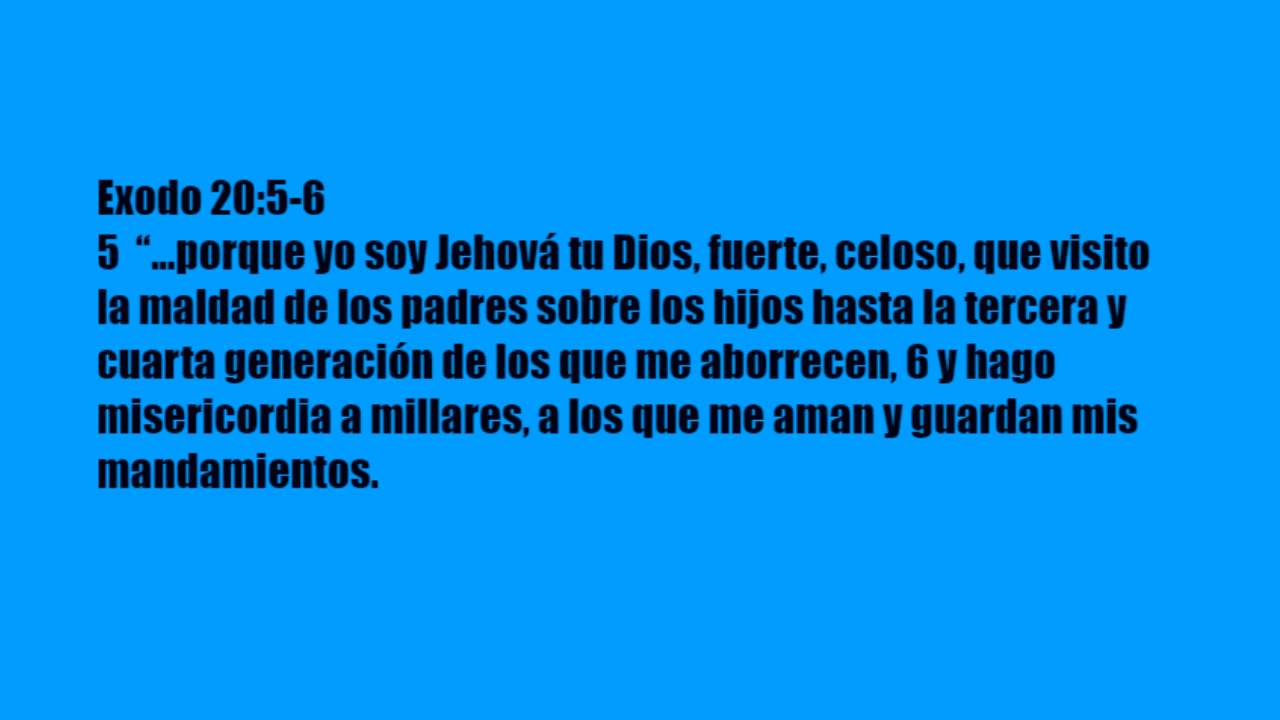 Exodo 20:5-6
5  “...porque yo soy Jehová tu Dios, fuerte, celoso, que visito
la maldad de los padres sobre los hijos hasta la tercera y
cuarta generación de los que me aborrecen, 6 y hago
misericordia a millares, a los que me aman y guardan mis
mandamientos.